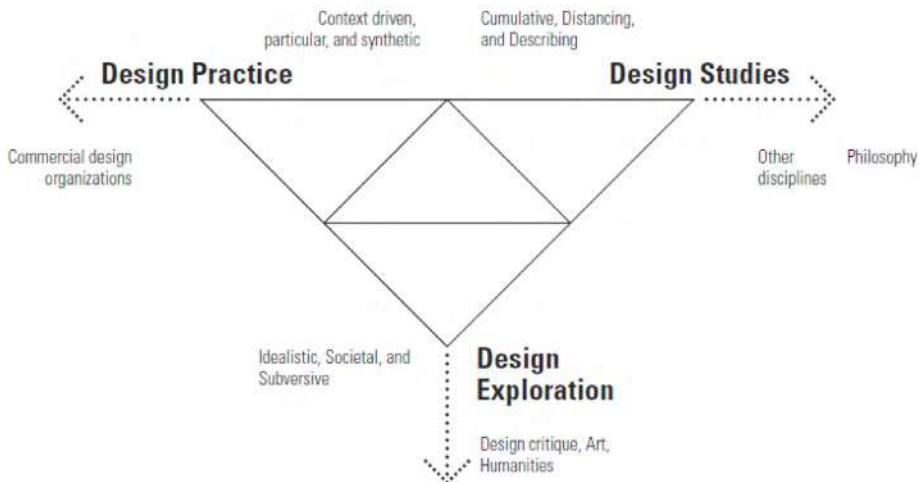 Context driven,
particular, and synthetic
Cumulative, Distancing,
and Describing
Design Practice
Design Studies
Commercial design
organizations
Other
disciplines
Philosophy
Idealistic, Societal, and
Subversive
Design
Exploration
Design critique, Art,
Humanities